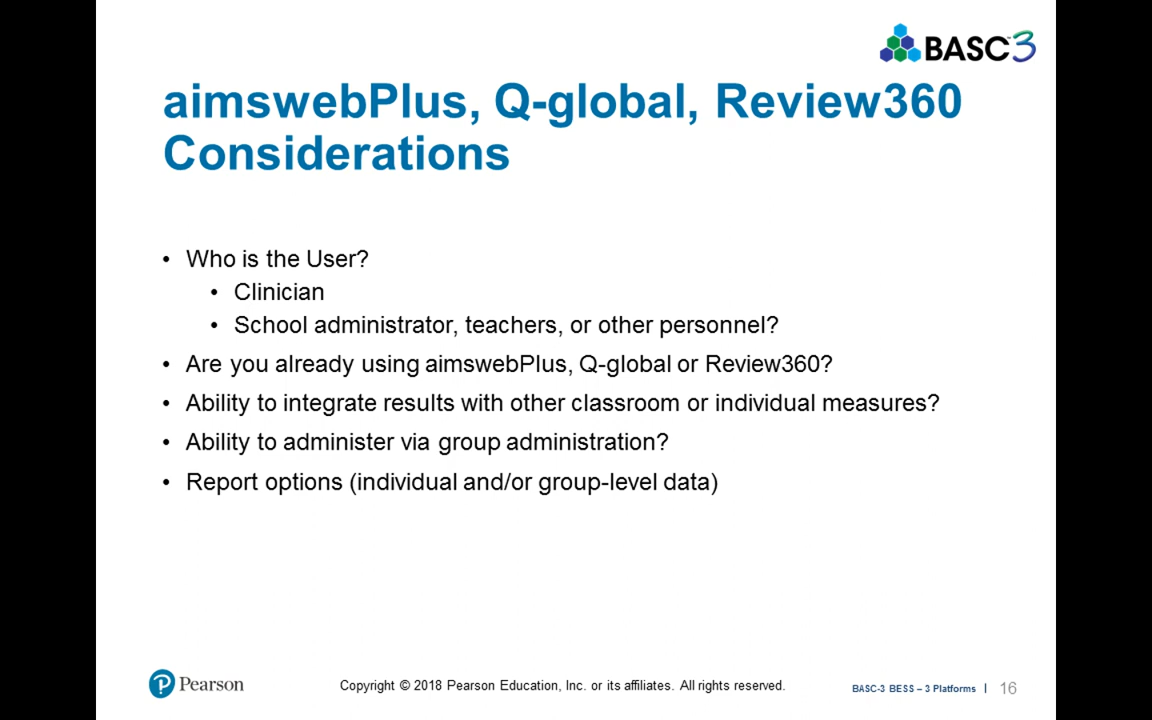 BASC™3
aimswebPlus, Q-global, Review360
Considerations
• Who is the User?
• Clinician
• School administrator, teachers, or other personnel?
• Are you already using aimswebPlus, Q-global or Review360?
• Ability to integrate results with other classroom or individual measures?
• Ability to administer via group administration?
• Report options (individual and/or group-level data)
P Pearson
Copyright © 2018 Pearson Education, Inc. or its affiliates. All rights reserved.
BASC-3 BESS – 3 Platforms | 16